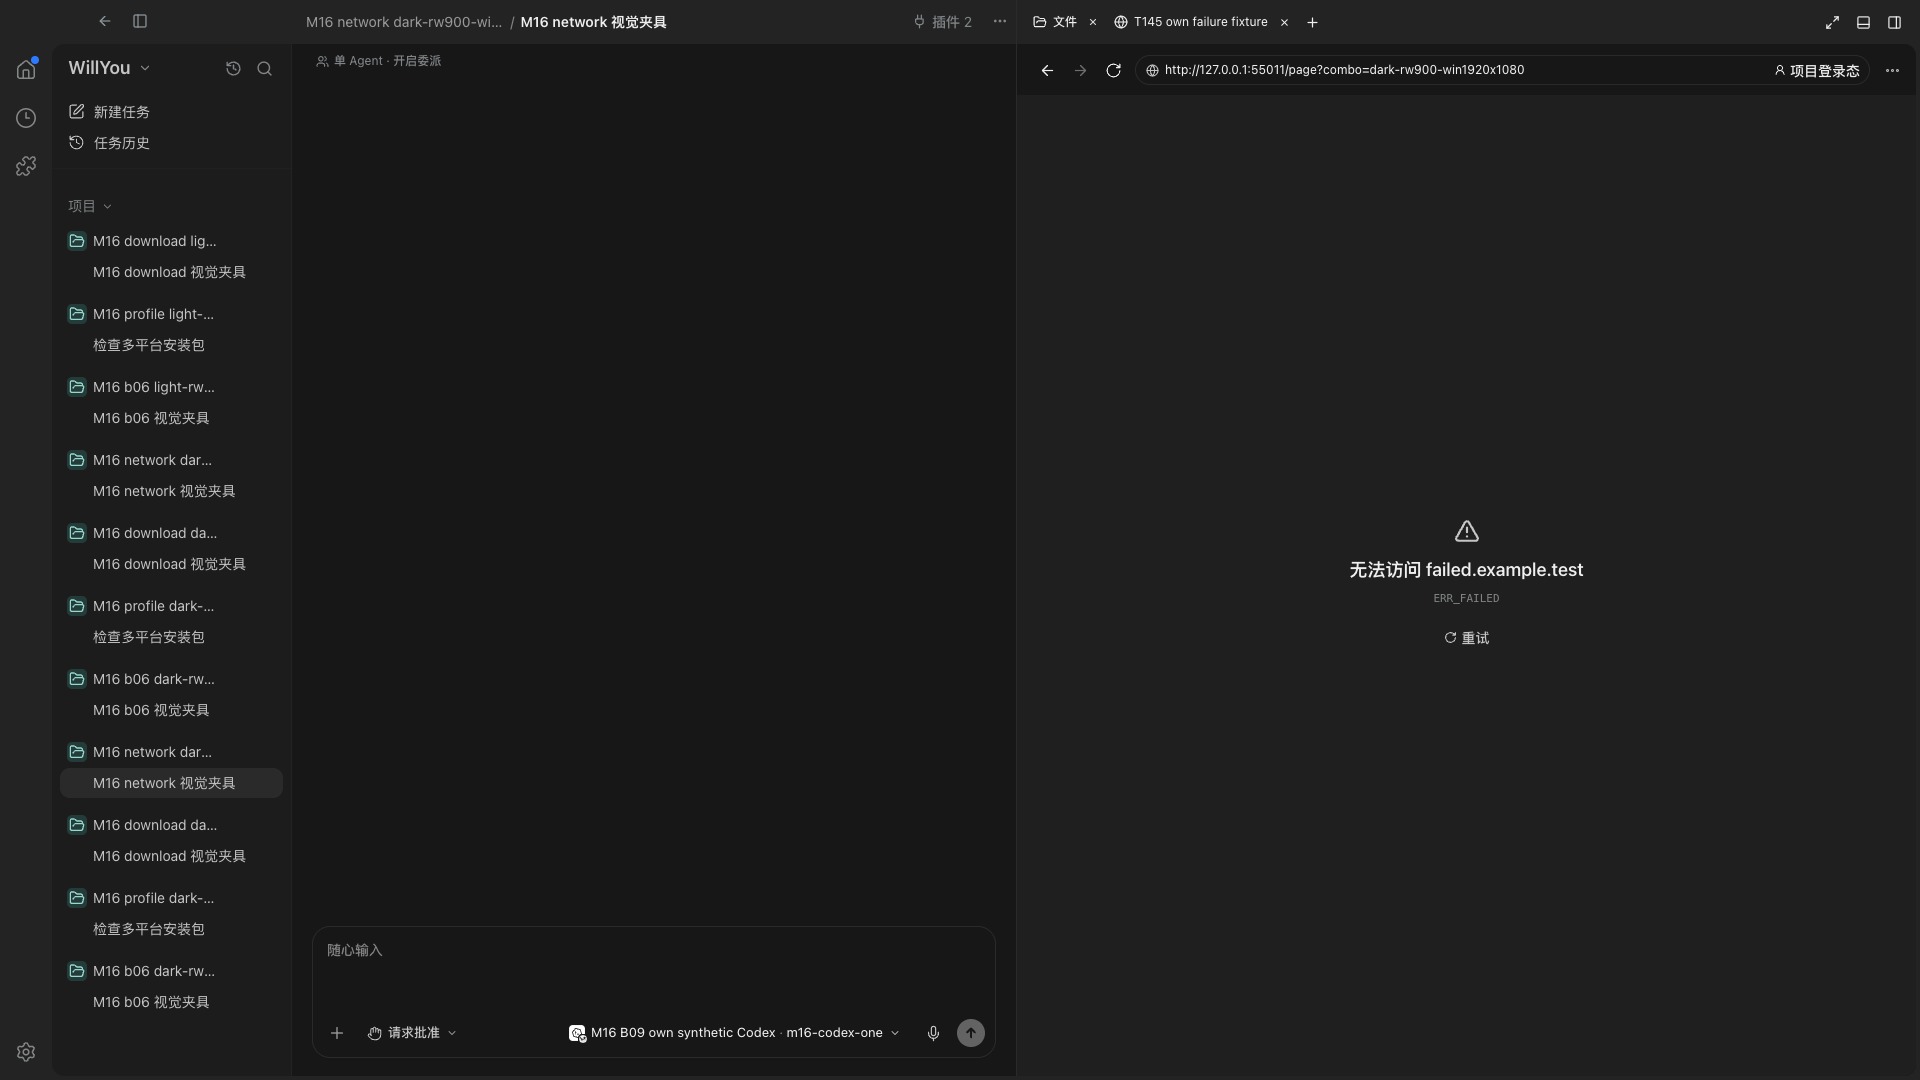 M16 network dark-rw900-wi... / M16 network 视觉夹具
插件 2
文件
T145 own failure fixture
WillYou
新建任务
任务历史
项目
M16 download lig...
M16 download 视觉夹具
M16 profile light-...
检查多平台安装包
M16 b06 light-rw...
M16 b06 视觉夹具
M16 network dar...
M16 network 视觉夹具
M16 download da...
M16 download 视觉夹具
M16 profile dark-...
检查多平台安装包
M16 b06 dark-rw...
M16 b06 视觉夹具
M16 network dar...
M16 network 视觉夹具
M16 download da...
M16 download 视觉夹具
M16 profile dark-...
检查多平台安装包
M16 b06 dark-rw...
M16 b06 视觉夹具
单 Agent · 开启委派
随心输入
请求批准
M16 B09 own synthetic Codex · m16-codex-one
http://127.0.0.1:55011/page?combo=dark-rw900-win1920x1080
项目登录态
无法访问 failed.example.test
ERR_FAILED
重试